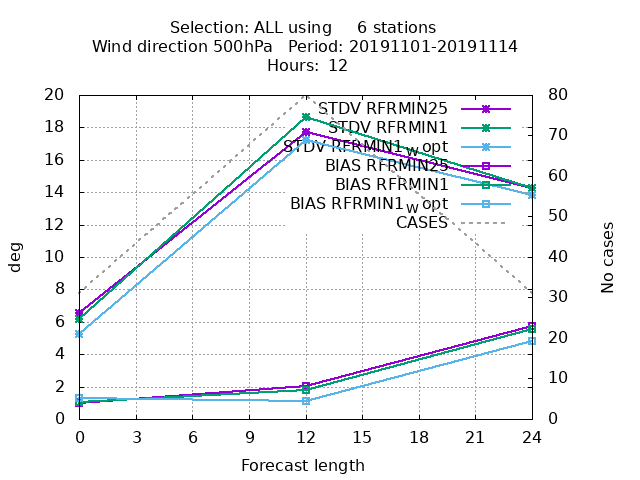 Selection: ALL using     6 stations
Wind direction 500hPa   Period: 20191101-20191114
Hours: 12
STDV RFRMIN25
STDV RFRMIN1
STDV RFRMIN1_w opt
BIAS RFRMIN25
BIAS RFRMIN1
BIAS RFRMIN1_w opt
CASES
deg
20
18
16
14
12
10
8
6
4
2
0
80
70
60
50
40
30
20
10
0
No cases
0 3 6 9 12 15 18 21 24
Forecast length